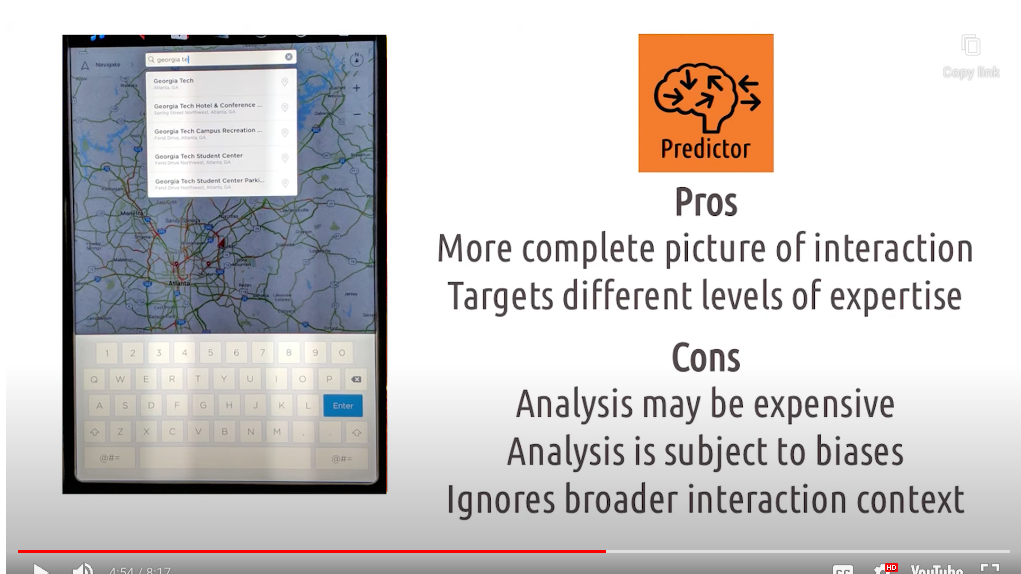 Navigate
georgia te
Georgia Tech
Atlanta, GA
Georgia Tech Hotel & Conference ...
Spring Street Northwest, Atlanta, GA
Georgia Tech Campus Recreation ...
Ferst Drive, Atlanta, GA
Georgia Tech Student Center
Ferst Drive Northwest, Atlanta, GA
Georgia Tech Student Center Parki...
Ferst Drive Northwest, Atlanta, GA
Marietta
Atlanta
1 2 3 4 5 6 7 8 9 0
Q W E R T Y U I O P
A S D F G H J K L Enter
Z X C V B N M , .
@#= @#=
Copy link
Predictor
Pros
More complete picture of interaction
Targets different levels of expertise
Cons
Analysis may be expensive
Analysis is subject to biases
Ignores broader interaction context
4:54 / 8:17
CC HD YouTube